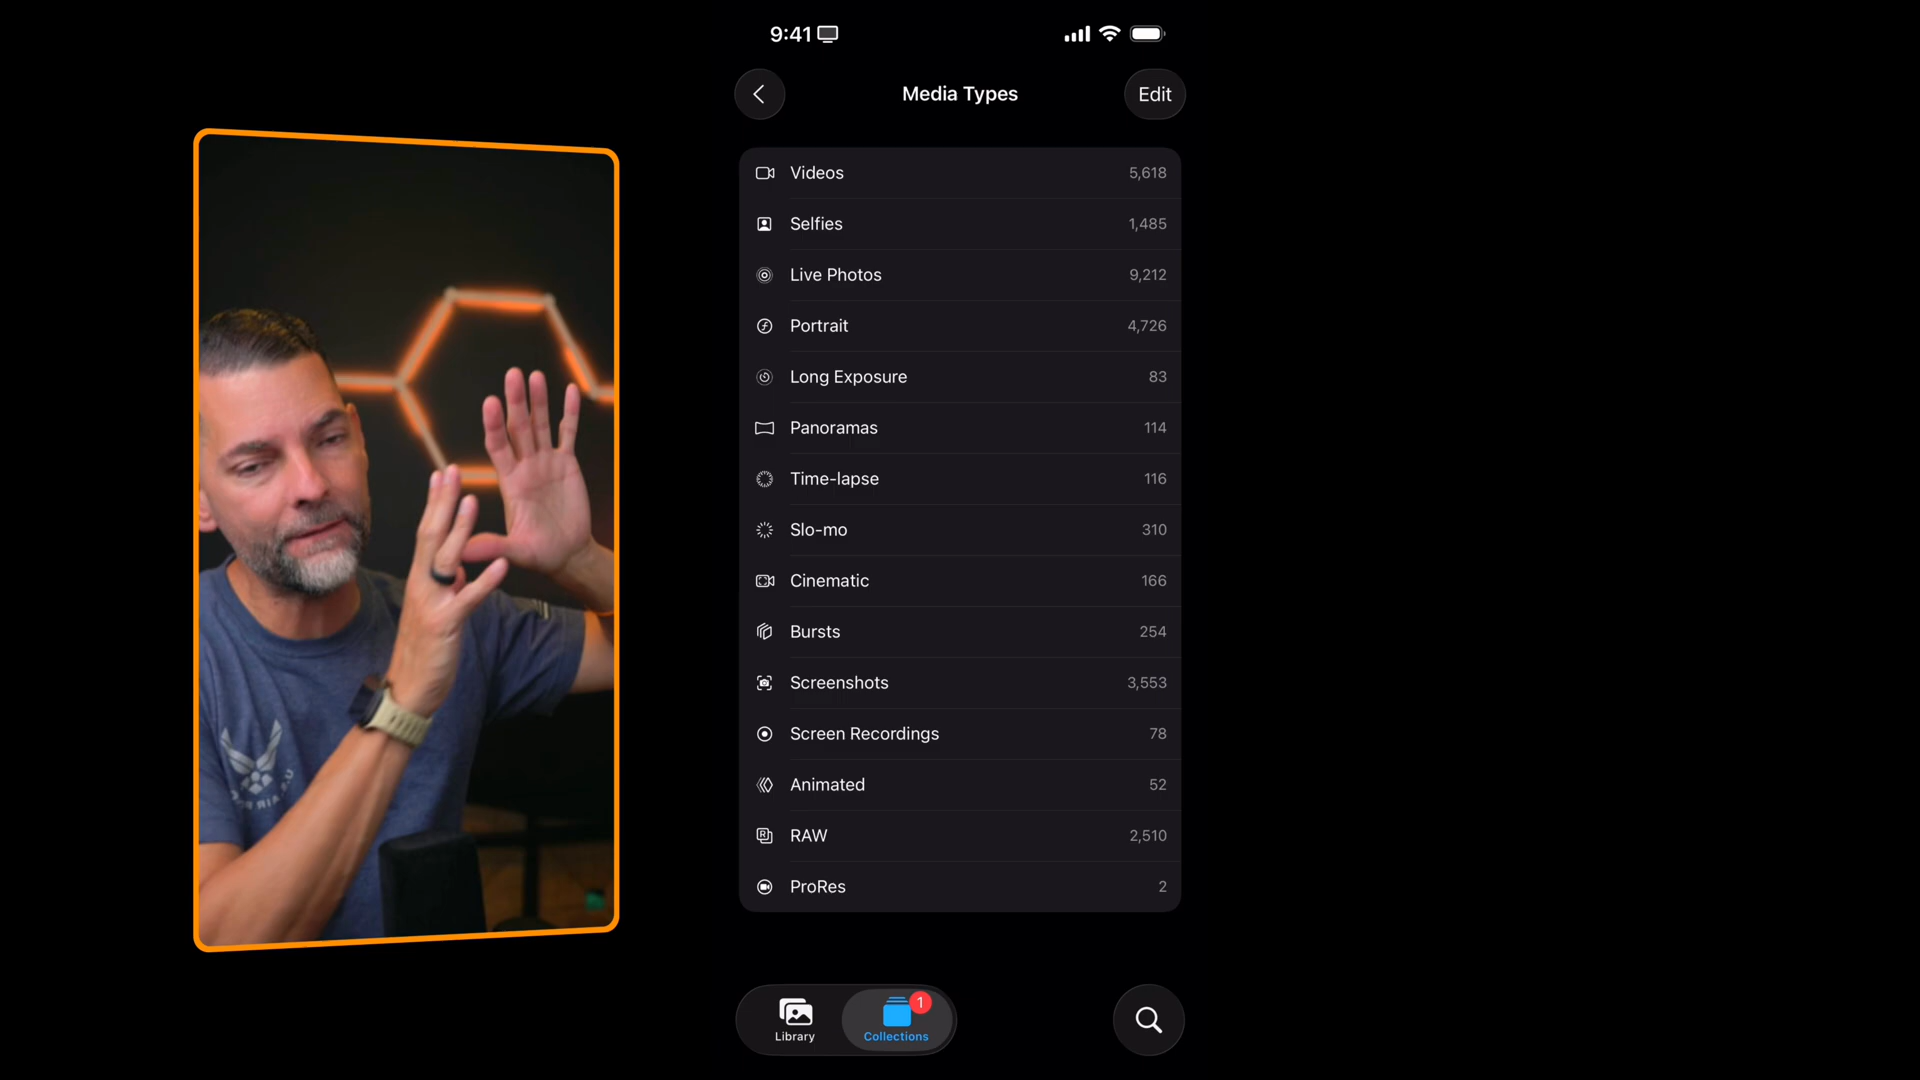 9:41
Media Types
Edit
Videos 5,618
Selfies 1,485
Live Photos 9,212
Portrait 4,726
Long Exposure 83
Panoramas 114
Time-lapse 116
Slo-mo 310
Cinematic 166
Bursts 254
Screenshots 3,553
Screen Recordings 78
Animated 52
RAW 2,510
ProRes 2
1
Library
Collections